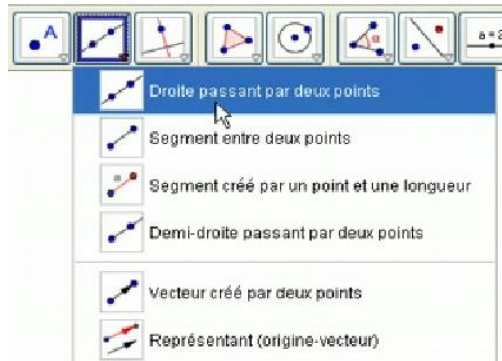 A
α
a = 2
Droite passant par deux points
Segment entre deux points
a
Segment créé par un point et une longueur
Demi-droite passant par deux points
Vecteur créé par deux points
Représentant (origine-vecteur)